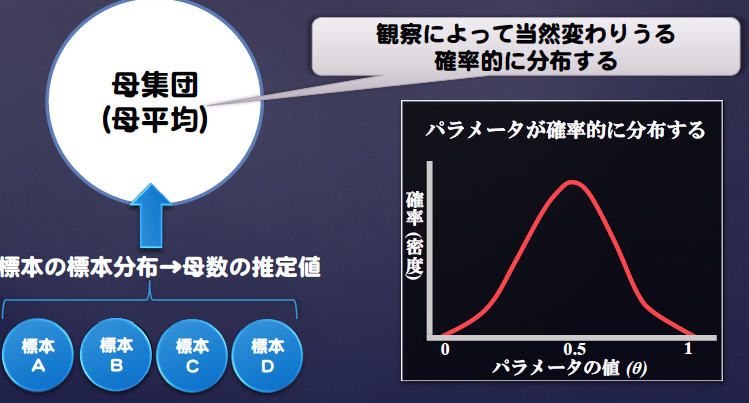 観察によって当然変わりうる
確率的に分布する
母集団
(母平均)
標本の標本分布→母数の推定値
標本
A
標本
B
標本
C
標本
D
パラメータが確率的に分布する
確率(密度)
0
0.5
1
パラメータの値 (θ)